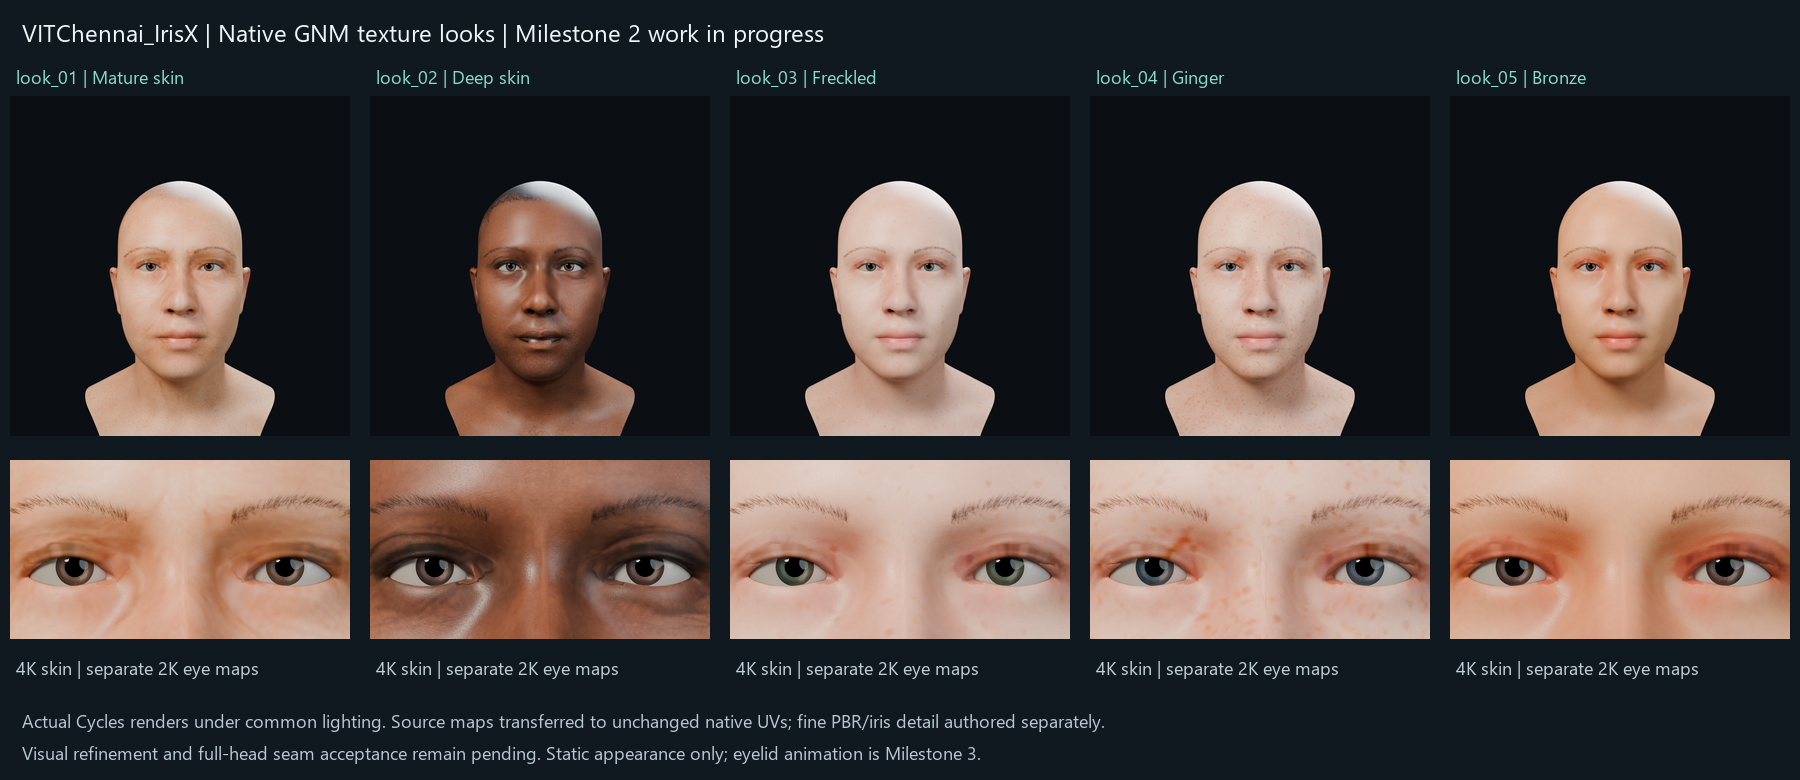 VITChennai_IrisX | Native GNM texture looks | Milestone 2 work in progress
look_01 | Mature skin
look_02 | Deep skin
look_03 | Freckled
look_04 | Ginger
look_05 | Bronze
4K skin | separate 2K eye maps
4K skin | separate 2K eye maps
4K skin | separate 2K eye maps
4K skin | separate 2K eye maps
4K skin | separate 2K eye maps
Actual Cycles renders under common lighting. Source maps transferred to unchanged native UVs; fine PBR/iris detail authored separately.
Visual refinement and full-head seam acceptance remain pending. Static appearance only; eyelid animation is Milestone 3.